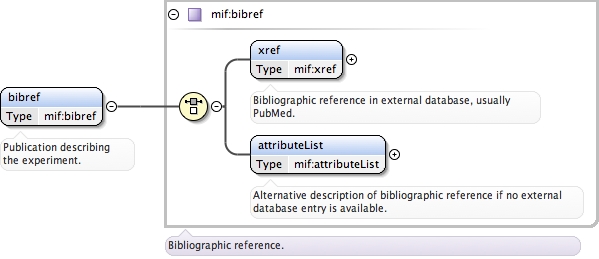 mif:bibref
xref
Type mif:xref
Bibliographic reference in external database, usually
PubMed.
bibref
Type mif:bibref
Publication describing
the experiment.
attributeList
Type mif:attributeList
Alternative description of bibliographic reference if no external
database entry is available.
Bibliographic reference.